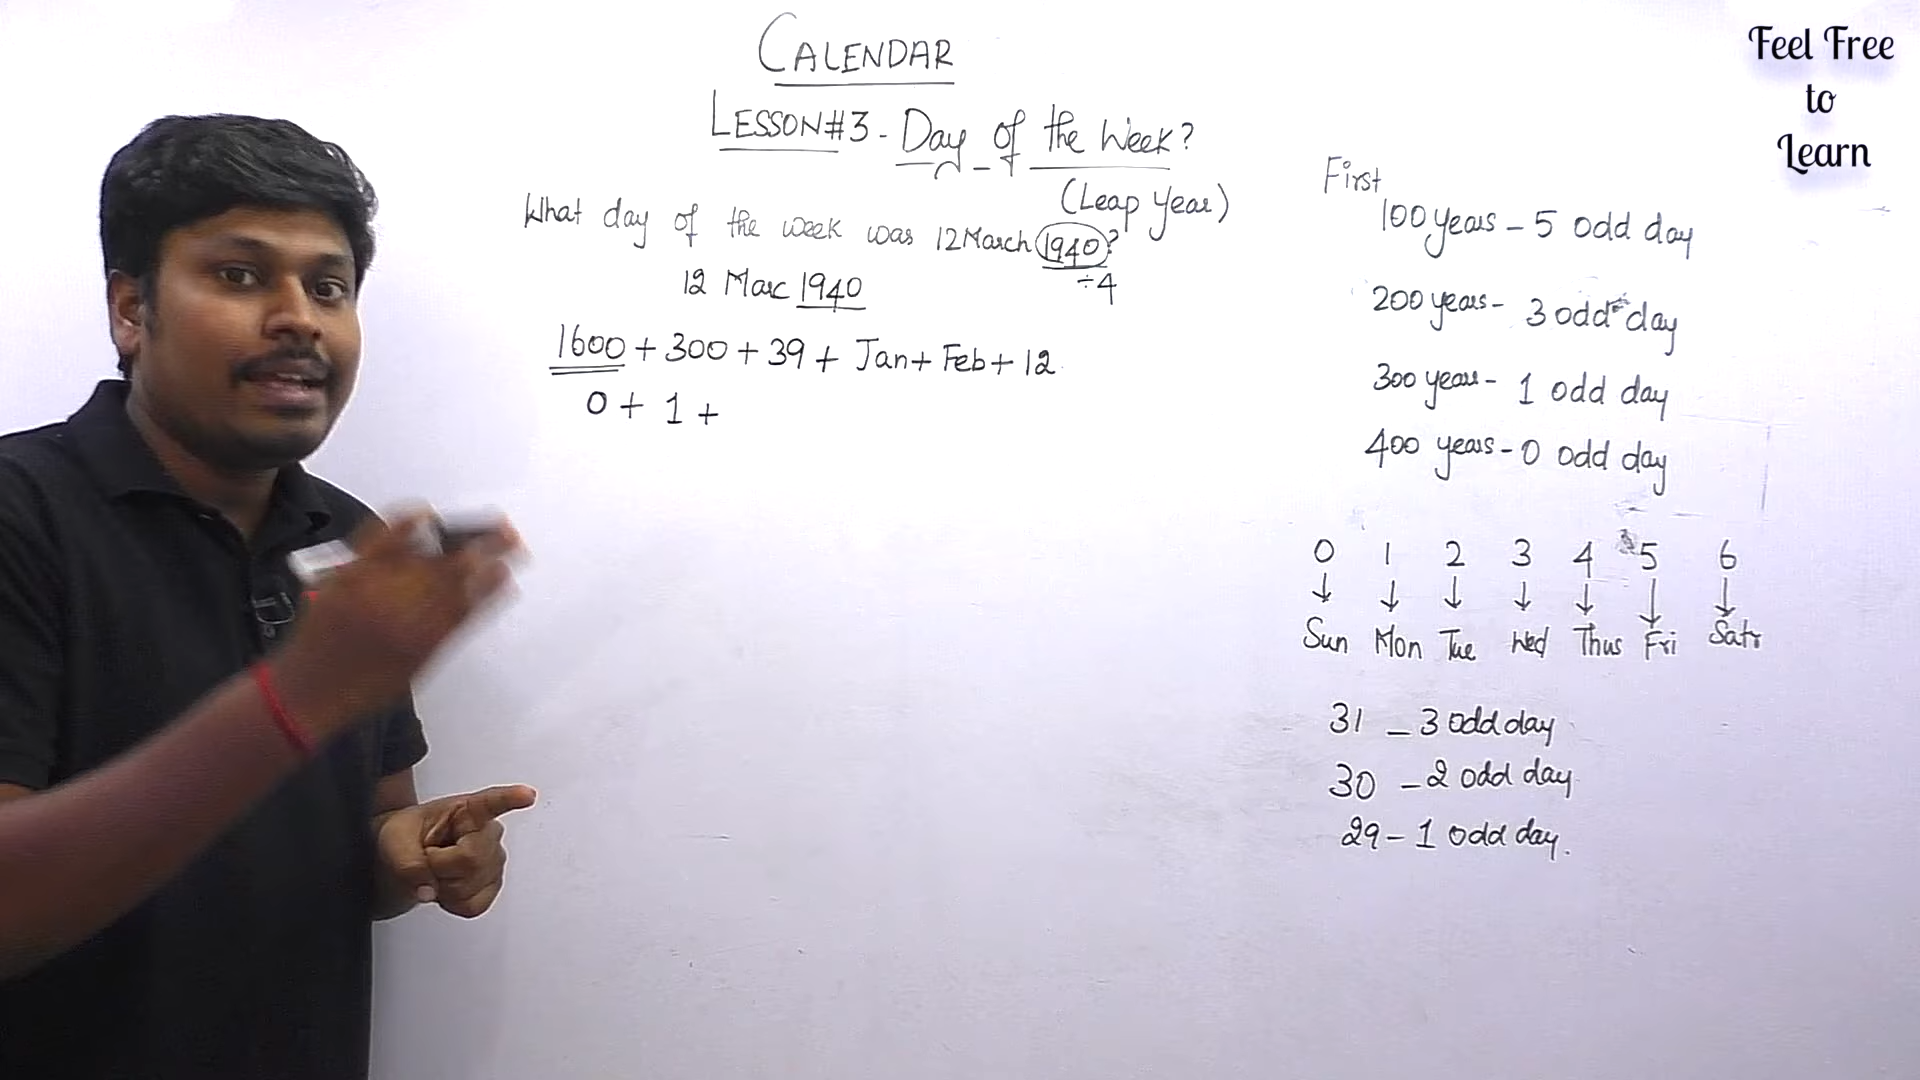 CALENDAR
LESSON#3 - Day of the Week?
(Leap Year)
What day of the week was 12 March 1940?
÷4
12 Marc 1940
1600 + 300 + 39 + Jan + Feb + 12
0 + 1 +
Feel Free
to
Learn
First
100 years - 5 odd day
200 years - 3 odd day
300 years - 1 odd day
400 years - 0 odd day
0 1 2 3 4 5 6
↓ ↓ ↓ ↓ ↓ ↓ ↓
Sun Mon Tue Wed Thus Fri Satr
31 - 3 odd day
30 - 2 odd day
29 - 1 odd day.